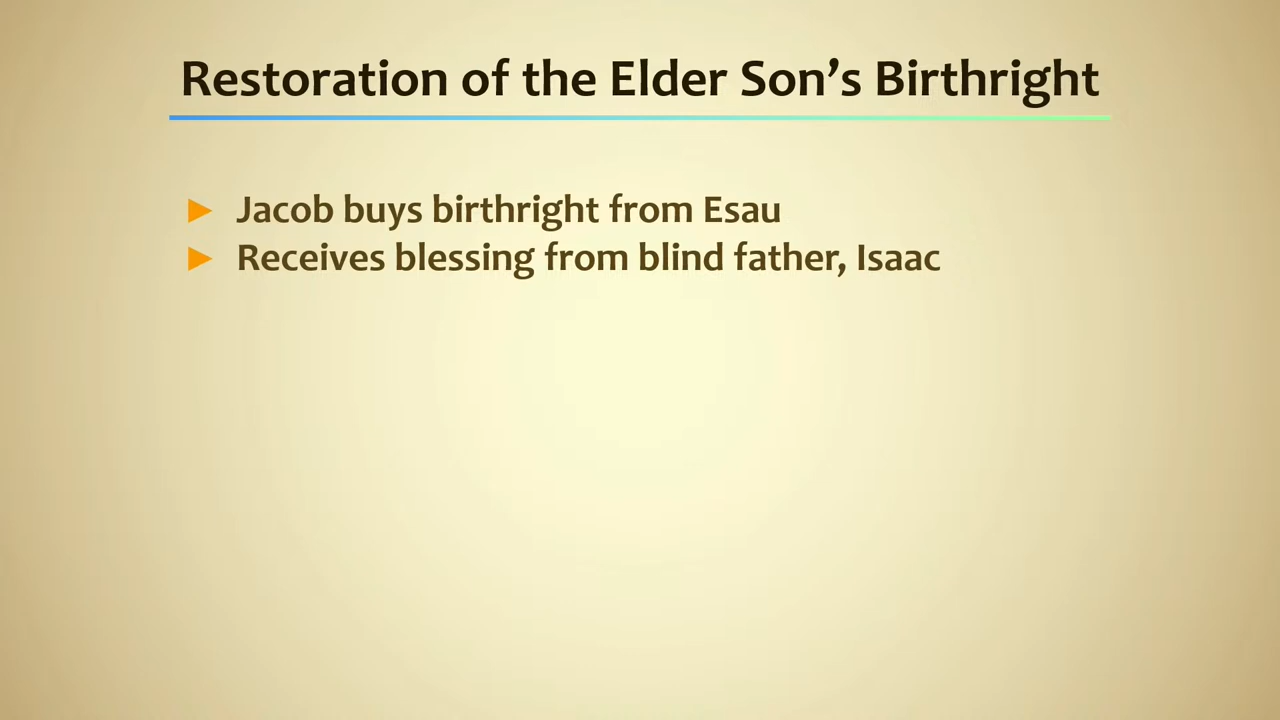 Restoration of the Elder Son’s Birthright
► Jacob buys birthright from Esau
► Receives blessing from blind father, Isaac